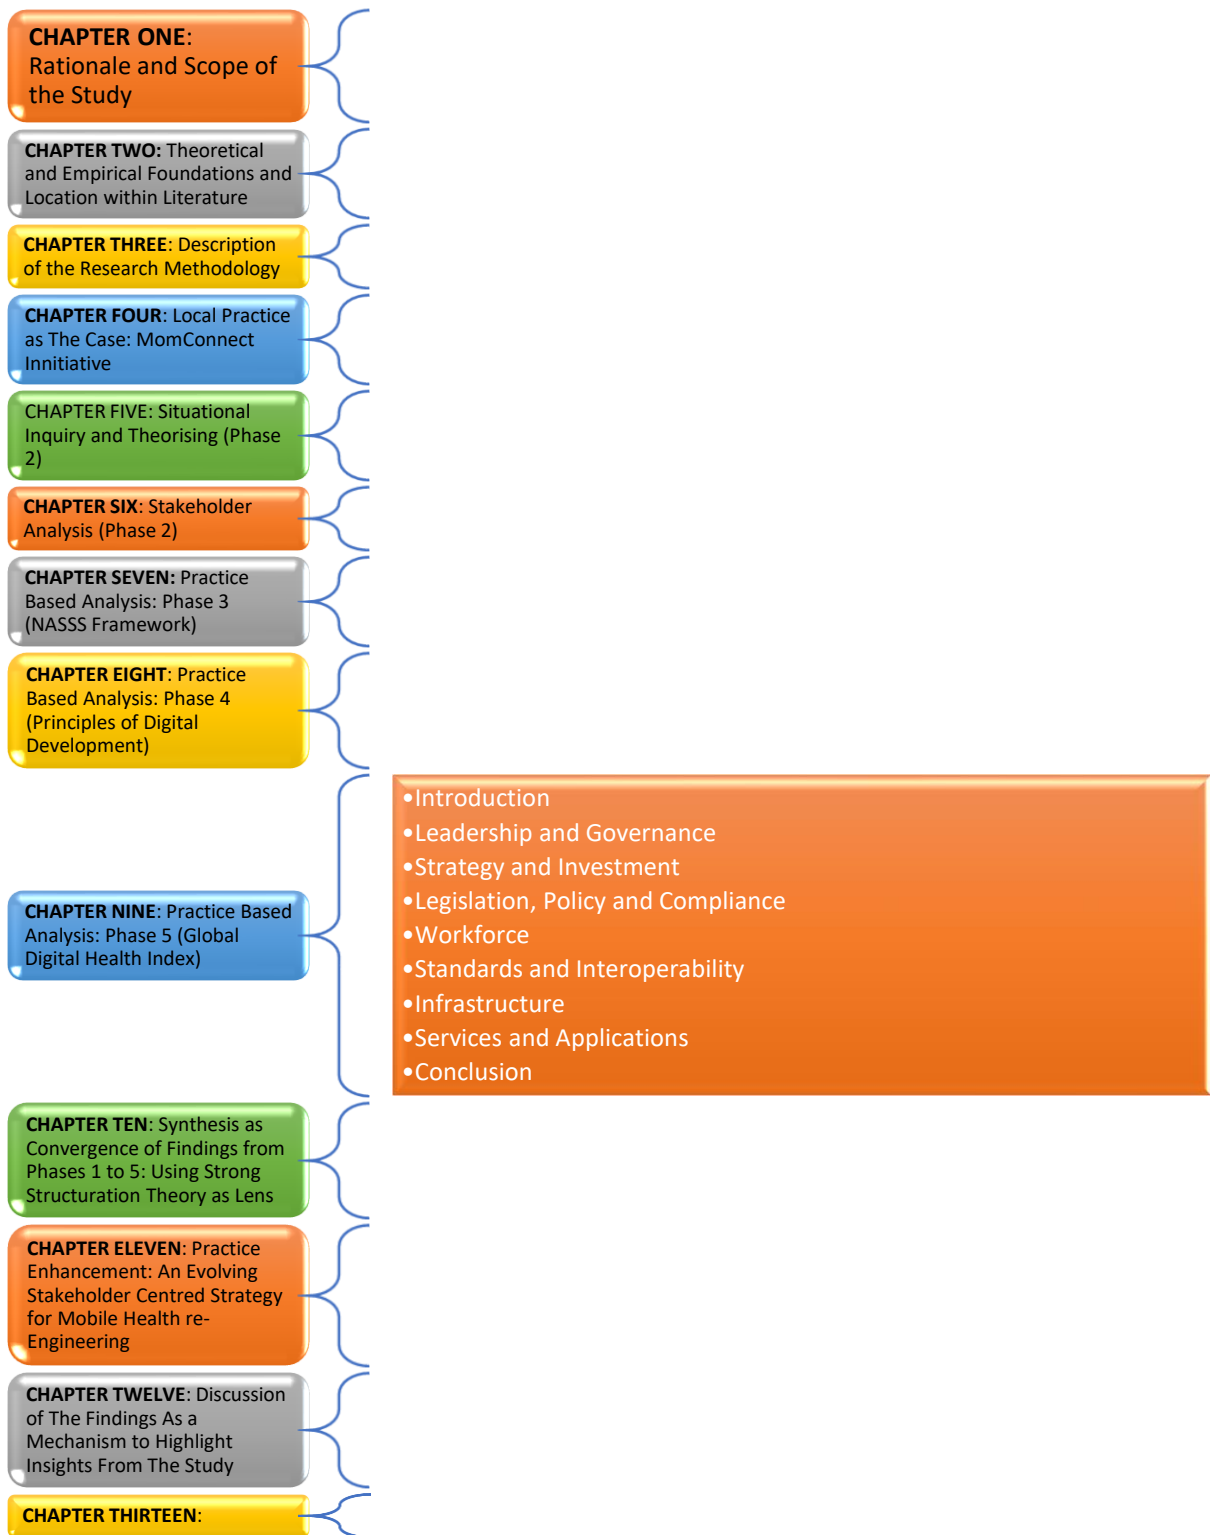 CHAPTER ONE:
Rationale and Scope of
the Study
CHAPTER TWO: Theoretical
and Empirical Foundations and
Location within Literature
CHAPTER THREE: Description
of the Research Methodology
CHAPTER FOUR: Local Practice
as The Case: MomConnect
Innitiative
CHAPTER FIVE: Situational
Inquiry and Theorising (Phase
2)
CHAPTER SIX: Stakeholder
Analysis (Phase 2)
CHAPTER SEVEN: Practice
Based Analysis: Phase 3
(NASSS Framework)
CHAPTER EIGHT: Practice
Based Analysis: Phase 4
(Principles of Digital
Development)
CHAPTER NINE: Practice Based
Analysis: Phase 5 (Global
Digital Health Index)
•Introduction
•Leadership and Governance
•Strategy and Investment
•Legislation, Policy and Compliance
•Workforce
•Standards and Interoperability
•Infrastructure
•Services and Applications
•Conclusion
CHAPTER TEN: Synthesis as
Convergence of Findings from
Phases 1 to 5: Using Strong
Structuration Theory as Lens
CHAPTER ELEVEN: Practice
Enhancement: An Evolving
Stakeholder Centred Strategy
for Mobile Health re-
Engineering
CHAPTER TWELVE: Discussion
of The Findings As a
Mechanism to Highlight
Insights From The Study
CHAPTER THIRTEEN: